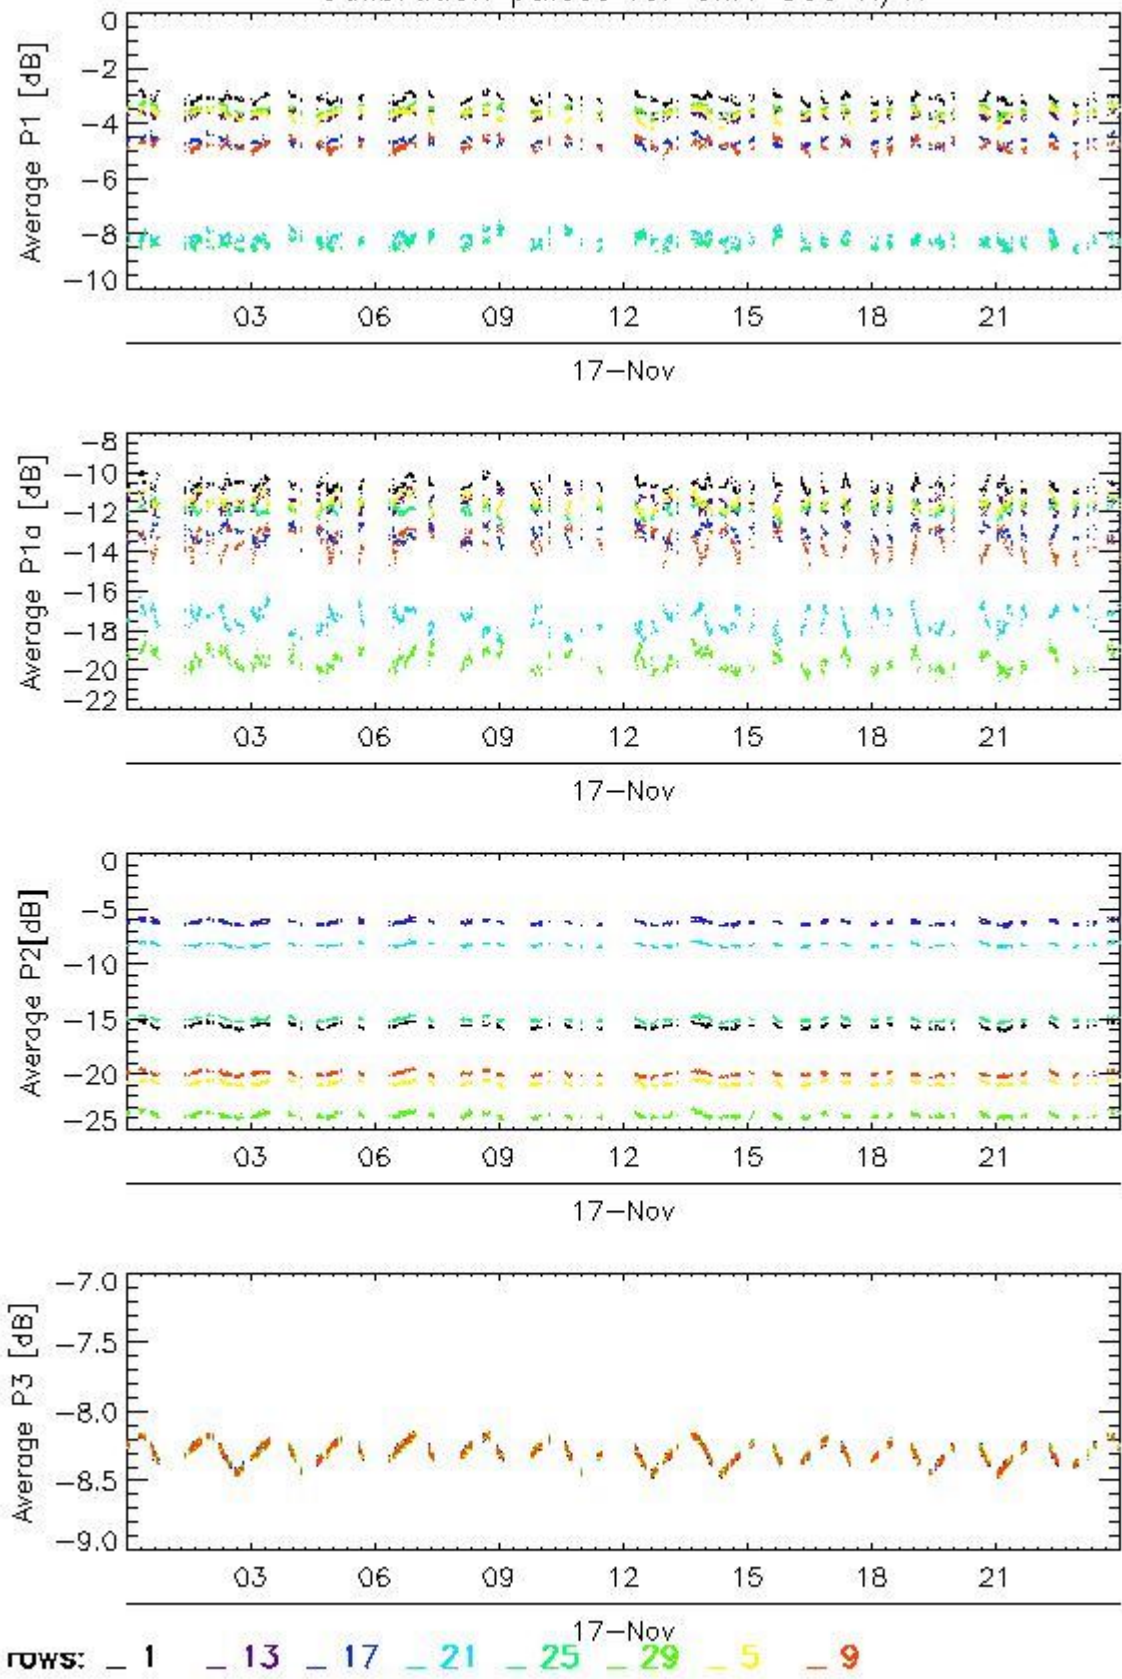 0
−2
−4
−6
−8
−10
Average P1 [dB]
03 06 09 12 15 18 21
17−Nov
−8
−10
−12
−14
−16
−18
−20
−22
Average P1a [dB]
03 06 09 12 15 18 21
17−Nov
0
−5
−10
−15
−20
−25
Average P2[dB]
03 06 09 12 15 18 21
17−Nov
−7.0
−7.5
−8.0
−8.5
−9.0
Average P3 [dB]
03 06 09 12 15 18 21
17−Nov
rows: _ 1 _ 13 _ 17 _ 21 _ 25 _ 29 _ 5 _ 9